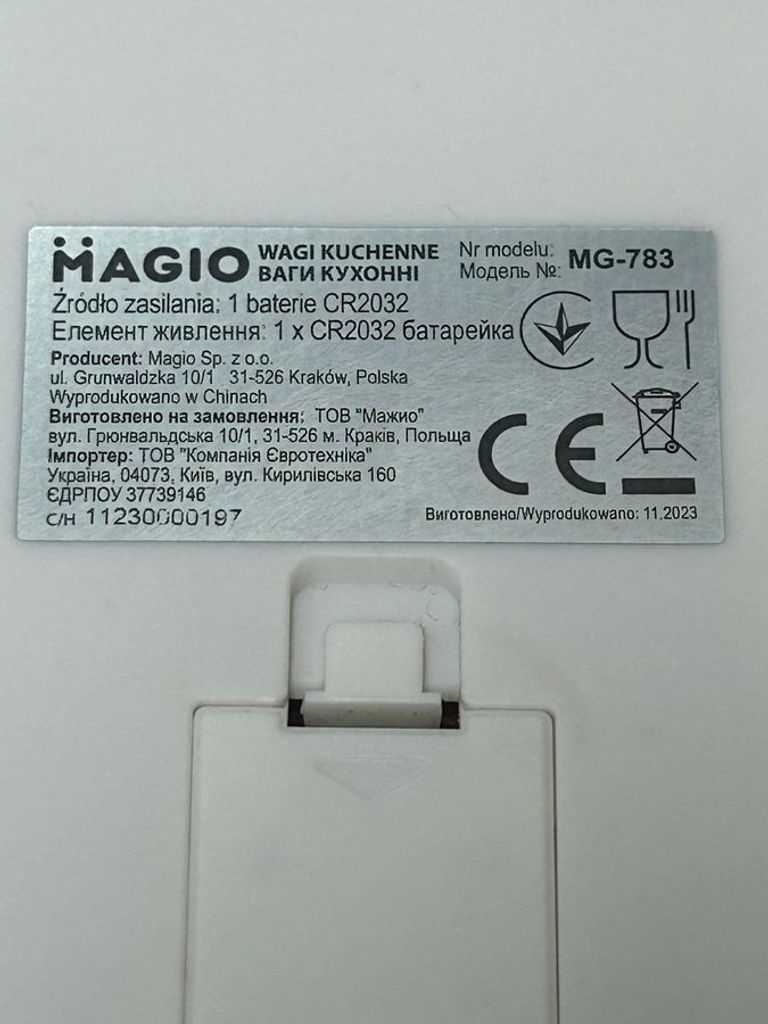 MAGIO WAGI KUCHENNE
ВАГИ КУХОННІ
Nr modelu: MG-783
Модель №:
Źródło zasilania: 1 baterie CR2032
Елемент живлення: 1 x CR2032 батарейка
Producent: Magio Sp. z o.o.
ul. Grunwaldzka 10/1 31-526 Kraków, Polska
Wyprodukowano w Chinach
Виготовлено на замовлення: ТОВ "Мажио"
вул. Грюнвальдська 10/1, 31-526 м. Краків, Польща
Імпортер: ТОВ "Компанія Євротехніка"
Україна, 04073, Київ, вул. Кирилівська 160
ЄДРПОУ 37739146
С/Н 11230000197
CE
Виготовлено/Wyprodukowano: 11.2023